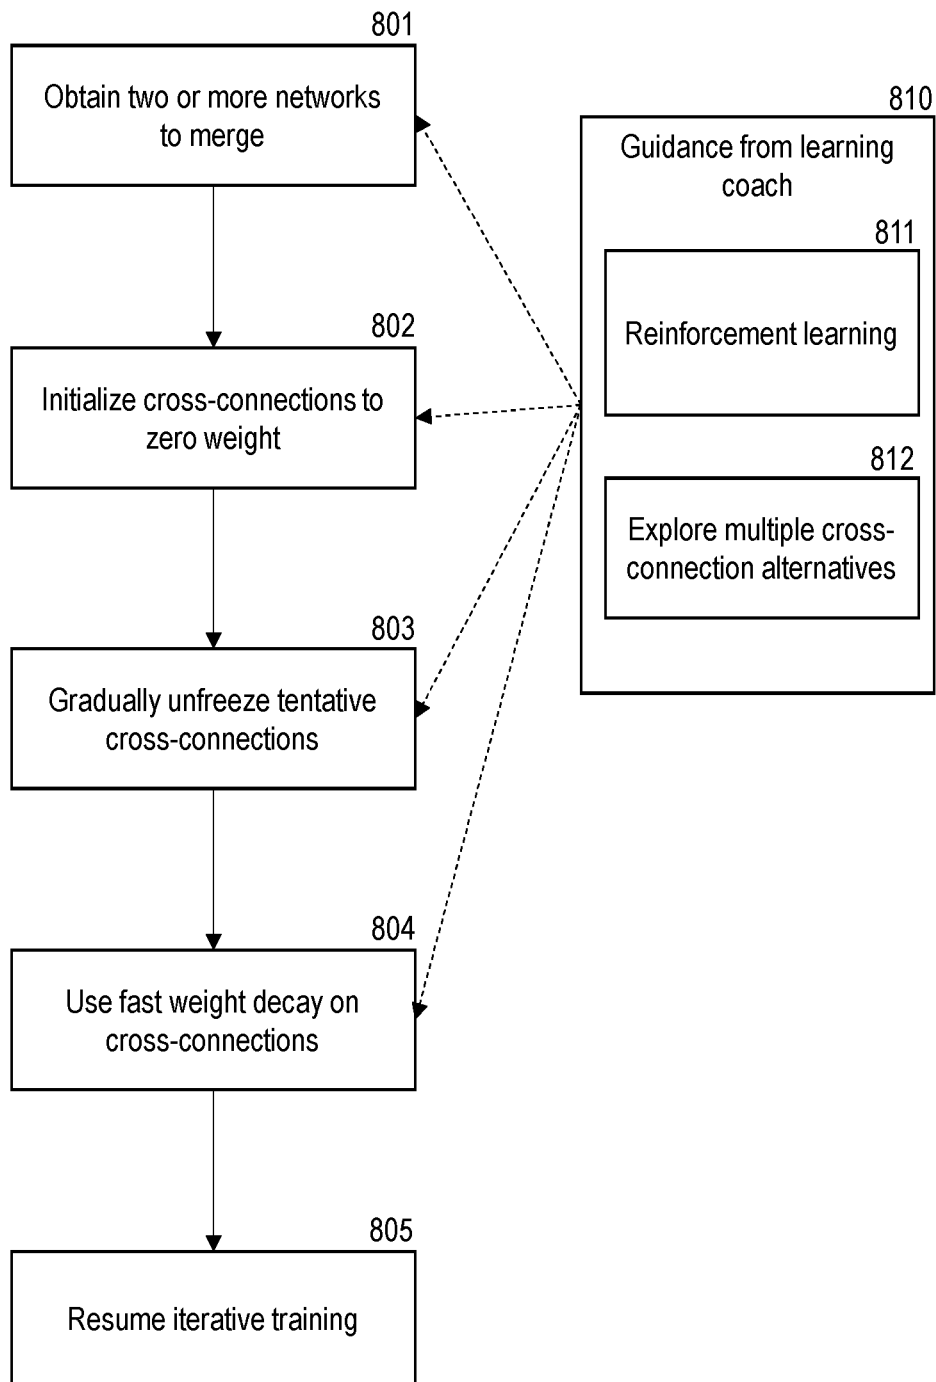 801
Obtain two or more networks
to merge
810
Guidance from learning
coach
811
Reinforcement learning
802
Initialize cross-connections to
zero weight
812
Explore multiple cross-
connection alternatives
803
Gradually unfreeze tentative
cross-connections
804
Use fast weight decay on
cross-connections
805
Resume iterative training